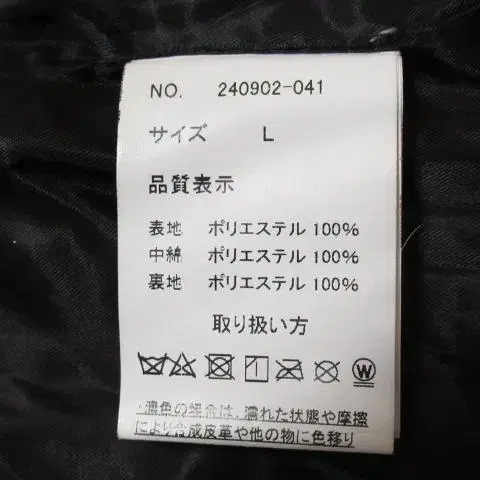 NO. 240902-041
サイズ L
品質表示
表地 ポリエステル 100%
中綿 ポリエステル 100%
裏地 ポリエステル 100%
取り扱い方
W
濃色の場合は、濡れた状態や摩擦
により合成皮革や他の物に色移り